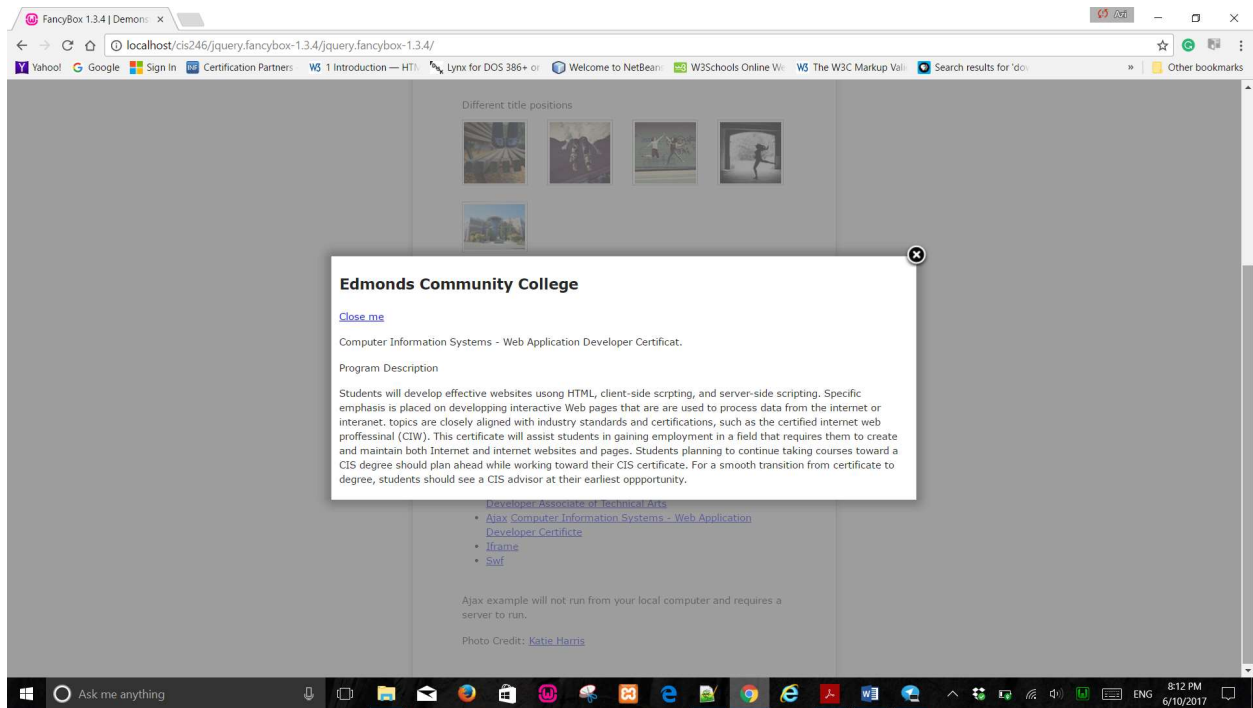 FancyBox 1.3.4 | Demons
Azi
localhost/cis246/jquery.fancybox-1.3.4/jquery.fancybox-1.3.4/
Yahoo! Google Sign In Certification Partners 1 Introduction — HTM Lynx for DOS 386+ or Welcome to NetBeans W3Schools Online We The W3C Markup Vali Search results for 'do » Other bookmarks
Different title positions
Edmonds Community College
Close me
Computer Information Systems - Web Application Developer Certificat.
Program Description
Students will develop effective websites usong HTML, client-side scrpting, and server-side scripting. Specific
emphasis is placed on developping interactive Web pages that are are used to process data from the internet or
interanet. topics are closely aligned with industry standards and certifications, such as the certified internet web
proffessinal (CIW). This certificate will assist students in gaining employment in a field that requires them to create
and maintain both Internet and internet websites and pages. Students planning to continue taking courses toward a
CIS degree should plan ahead while working toward their CIS certificate. For a smooth transition from certificate to
degree, students should see a CIS advisor at their earliest oppportunity.
Developer Associate of Technical Arts
• Ajax Computer Information Systems - Web Application
Developer Certificte
• Iframe
• Swf
Ajax example will not run from your local computer and requires a
server to run.
Photo Credit: Katie Harris
Ask me anything
ENG
8:12 PM
6/10/2017